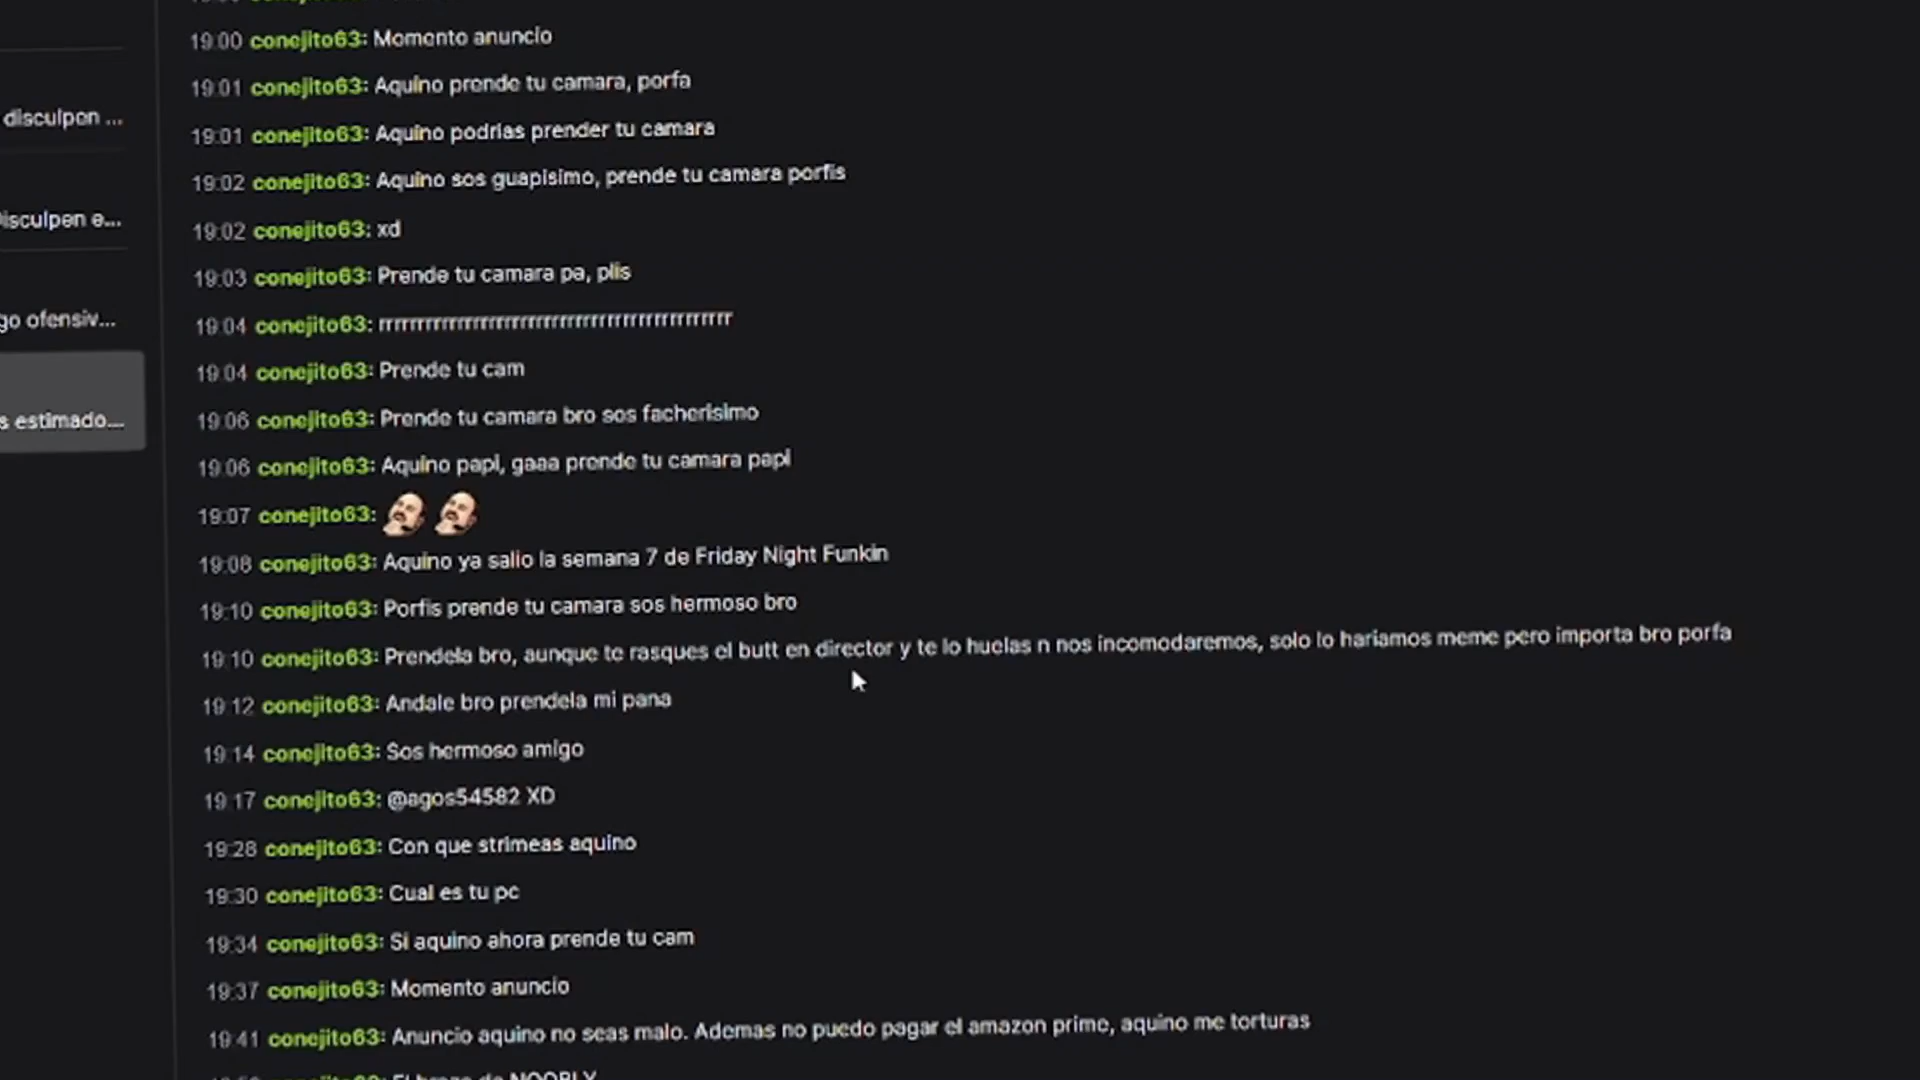 19:00 conejito63: Momento anuncio
19:01 conejito63: Aquino prende tu camara, porfa
disculpen ...
19:01 conejito63: Aquino podrias prender tu camara
19:02 conejito63: Aquino sos guapisimo, prende tu camara porfis
isculpen e...
19:02 conejito63: xd
19:03 conejito63: Prende tu camara pa, plis
go ofensiv...
19:04 conejito63: rrrrrrrrrrrrrrrrrrrrrrrrrrrrrrrrrrrrrrrrrrrrrrr
19:04 conejito63: Prende tu cam
s estimado...
19:06 conejito63: Prende tu camara bro sos facherisimo
19:06 conejito63: Aquino papi, gaaa prende tu camara papi
19:07 conejito63:
19:08 conejito63: Aquino ya salio la semana 7 de Friday Night Funkin
19:10 conejito63: Porfis prende tu camara sos hermoso bro
19:10 conejito63: Prendela bro, aunque te rasques el butt en director y te lo huelas n nos incomodaremos, solo lo hariamos meme pero importa bro porfa
19:12 conejito63: Andale bro prendela mi pana
19:14 conejito63: Sos hermoso amigo
19:17 conejito63: @agos54582 XD
19:28 conejito63: Con que strimeas aquino
19:30 conejito63: Cual es tu pc
19:34 conejito63: Si aquino ahora prende tu cam
19:37 conejito63: Momento anuncio
19:41 conejito63: Anuncio aquino no seas malo. Ademas no puedo pagar el amazon prime, aquino me torturas